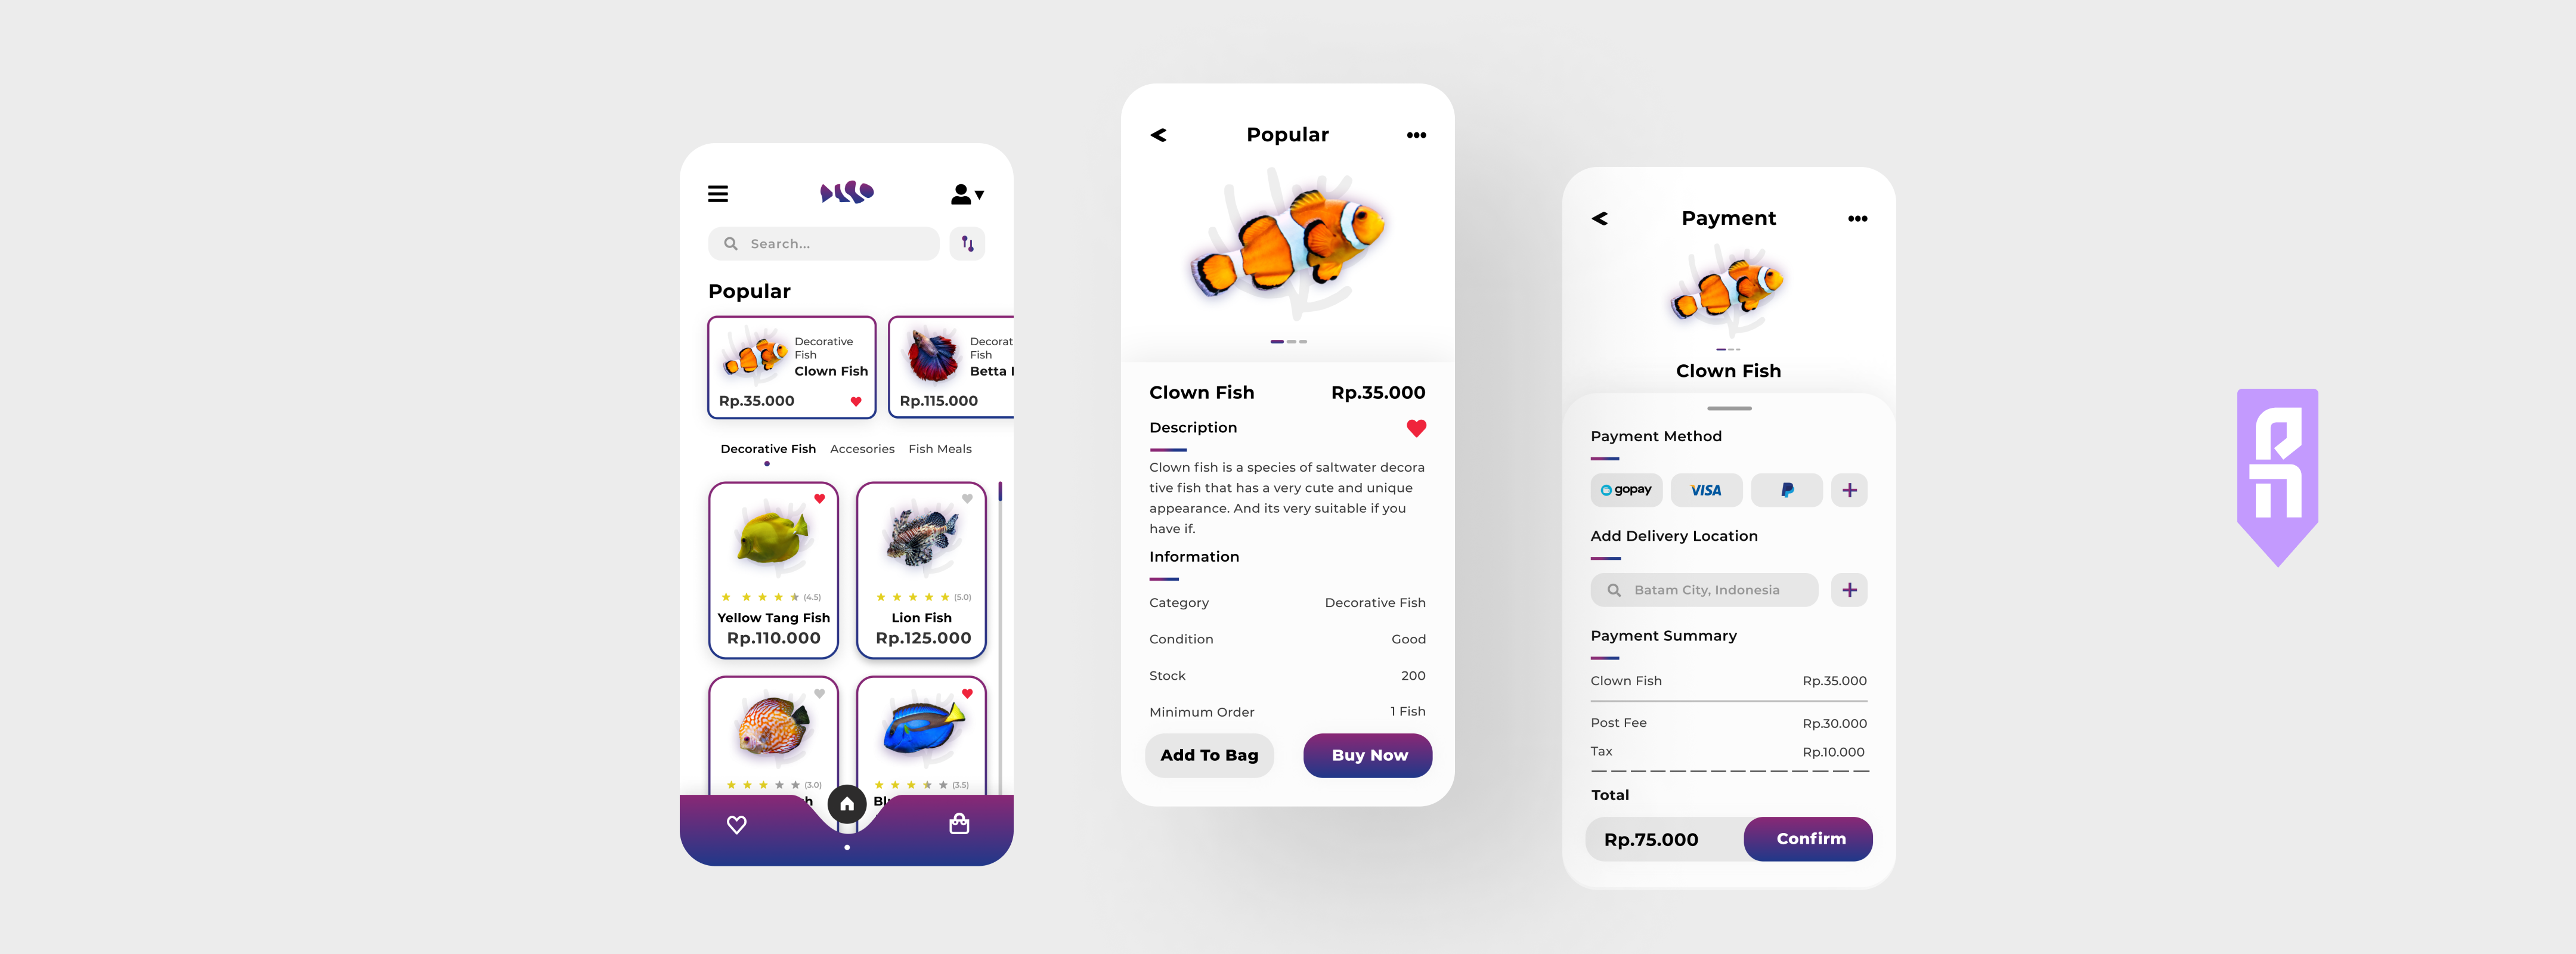 Search...
Popular
Decorative
Fish
Clown Fish
Rp.35.000
Decorat
Fish
Betta
Rp.115.000
Decorative Fish
Accesories
Fish Meals
(4.5)
Yellow Tang Fish
Rp.110.000
(5.0)
Lion Fish
Rp.125.000
(3.0)
h
(3.5)
Bl
Popular
Clown Fish
Rp.35.000
Description
Clown fish is a species of saltwater decora
tive fish that has a very cute and unique
appearance. And its very suitable if you
have if.
Information
Category
Decorative Fish
Condition
Good
Stock
200
Minimum Order
1 Fish
Add To Bag
Buy Now
Payment
Clown Fish
Payment Method
gopay
VISA
Add Delivery Location
Batam City, Indonesia
Payment Summary
Clown Fish
Rp.35.000
Post Fee
Rp.30.000
Tax
Rp.10.000
Total
Rp.75.000
Confirm